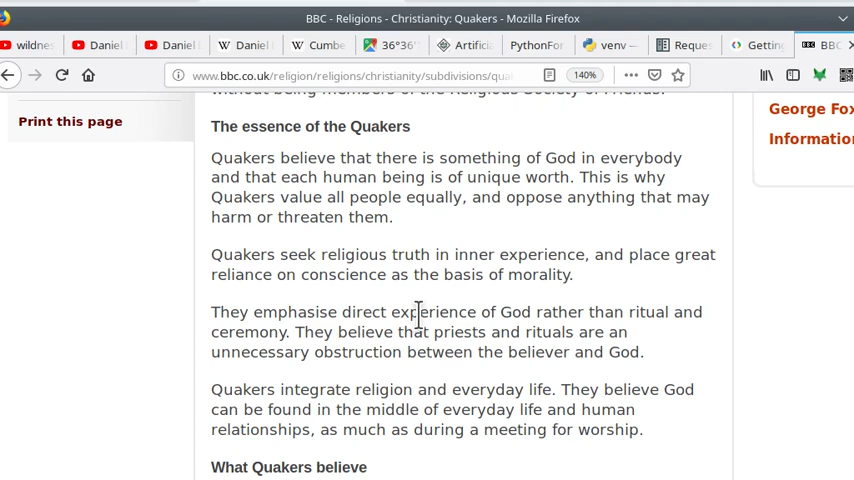 BBC - Religions - Christianity: Quakers - Mozilla Firefox
wildnes
Daniel
Daniel
Daniel
Cumbe
36°36'
Artific
PythonFor
venv —
Reques
Getting
BBC
www.bbc.co.uk/religion/religions/christianity/subdivisions/qua
140%
without being members of the Religious Society of Friends.
Print this page
George Fox
Information
The essence of the Quakers
Quakers believe that there is something of God in everybody
and that each human being is of unique worth. This is why
Quakers value all people equally, and oppose anything that may
harm or threaten them.
Quakers seek religious truth in inner experience, and place great
reliance on conscience as the basis of morality.
They emphasise direct experience of God rather than ritual and
ceremony. They believe that priests and rituals are an
unnecessary obstruction between the believer and God.
Quakers integrate religion and everyday life. They believe God
can be found in the middle of everyday life and human
relationships, as much as during a meeting for worship.
What Quakers believe